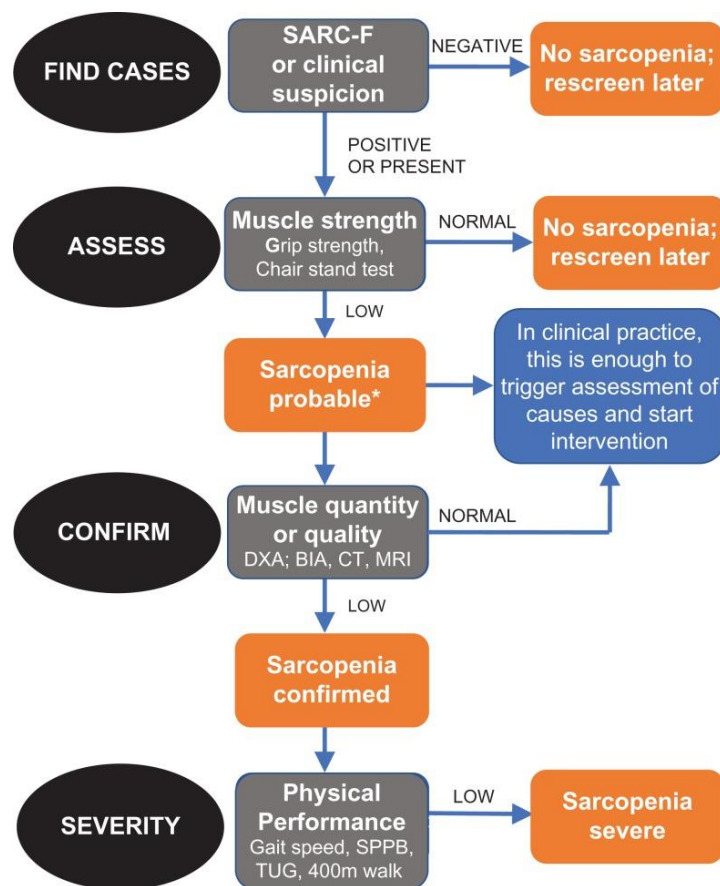 FIND CASES
SARC-F
or clinical
suspicion
NEGATIVE
No sarcopenia;
rescreen later
POSITIVE
OR PRESENT
ASSESS
Muscle strength
Grip strength,
Chair stand test
NORMAL
No sarcopenia;
rescreen later
LOW
Sarcopenia
probable*
In clinical practice,
this is enough to
trigger assessment of
causes and start
intervention
CONFIRM
Muscle quantity
or quality
DXA; BIA, CT, MRI
NORMAL
LOW
Sarcopenia
confirmed
SEVERITY
Physical
Performance
Gait speed, SPPB,
TUG, 400m walk
LOW
Sarcopenia
severe